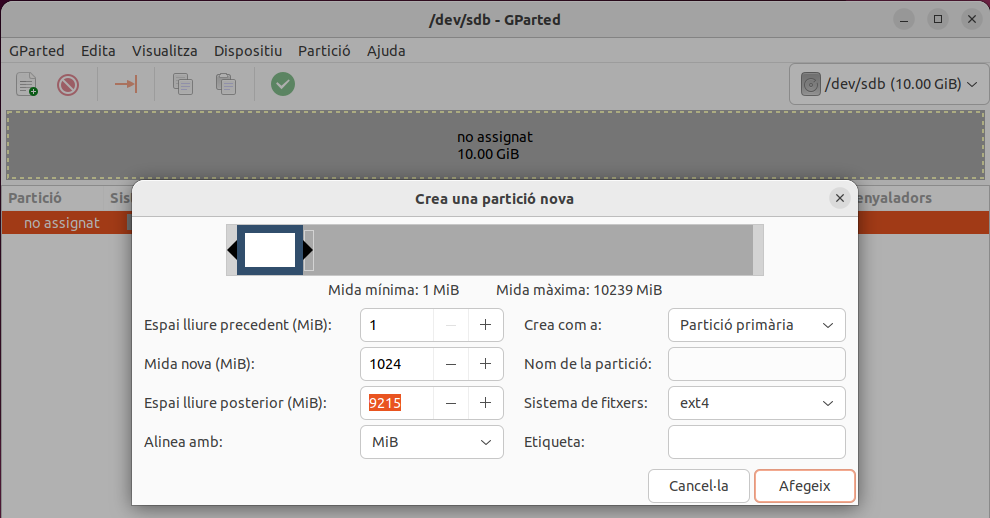 /dev/sdb - GParted
GParted Edita Visualitza Dispositiu Partició Ajuda
/dev/sdb (10.00 GiB)
no assignat
10.00 GiB
Partició Sis enyaladors
no assignat
Crea una partició nova
Mida mínima: 1 MiB Mida màxima: 10239 MiB
Espai lliure precedent (MiB): 1 Crea com a: Partició primària
Mida nova (MiB): 1024 Nom de la partició:
Espai lliure posterior (MiB): 9215 Sistema de fitxers: ext4
Alinea amb: MiB Etiqueta:
Cancel·la Afegeix